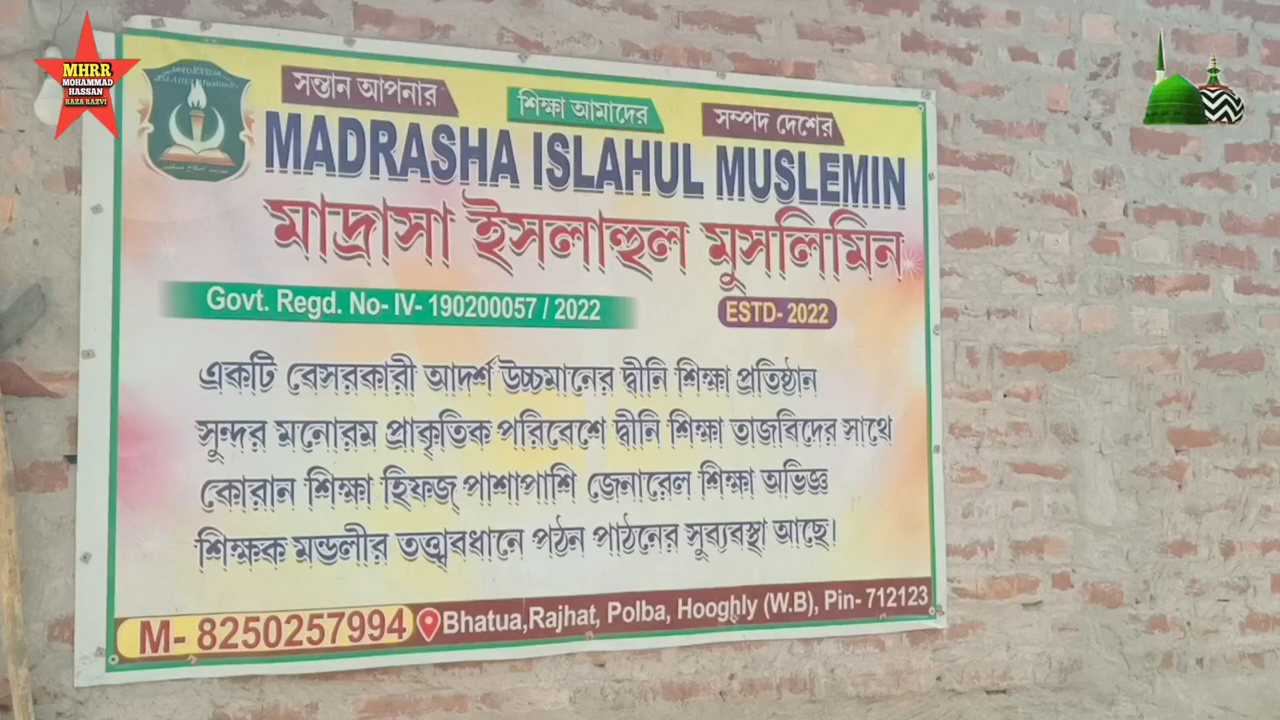 MHRR
MOHAMMAD
HASSAN
RAZA RAZVI
সন্তান আপনার
শিক্ষা আমাদের
সম্পদ দেশের
MADRASHA ISLAHUL MUSLEMIN
মাদ্রাসা ইসলাহুল মুসলিমিন
Govt. Regd. No- IV- 190200057 / 2022
ESTD- 2022
একটি বেসরকারী আদর্শ উচ্চমানের দ্বীনি শিক্ষা প্রতিষ্ঠান
সুন্দর মনোরম প্রাকৃতিক পরিবেশে দ্বীনি শিক্ষা তাজবিদের সাথে
কোরান শিক্ষা হিফজ্ পাশাপাশি জেনারেল শিক্ষা অভিজ্ঞ
শিক্ষক মন্ডলীর তত্ত্বাবধানে পঠন পাঠনের সুব্যবস্থা আছে।
M- 8250257994
Bhatua,Rajhat, Polba, Hooghly (W.B), Pin- 712123